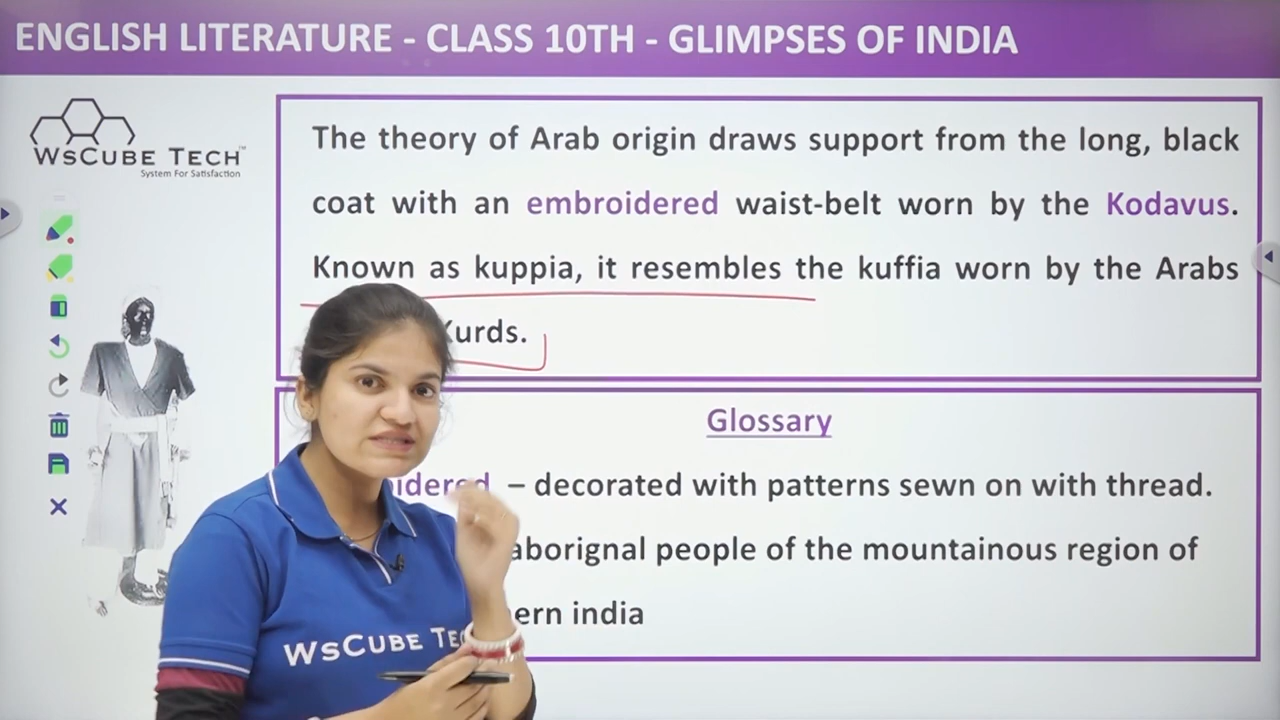 ENGLISH LITERATURE - CLASS 10TH - GLIMPSES OF INDIA
WSCUBE TECH
System For Satisfaction
The theory of Arab origin draws support from the long, black
coat with an embroidered waist-belt worn by the Kodavus.
Known as kuppia, it resembles the kuffia worn by the Arabs
Kurds.
Glossary
– decorated with patterns sewn on with thread.
aborignal people of the mountainous region of
india
WSCUBE